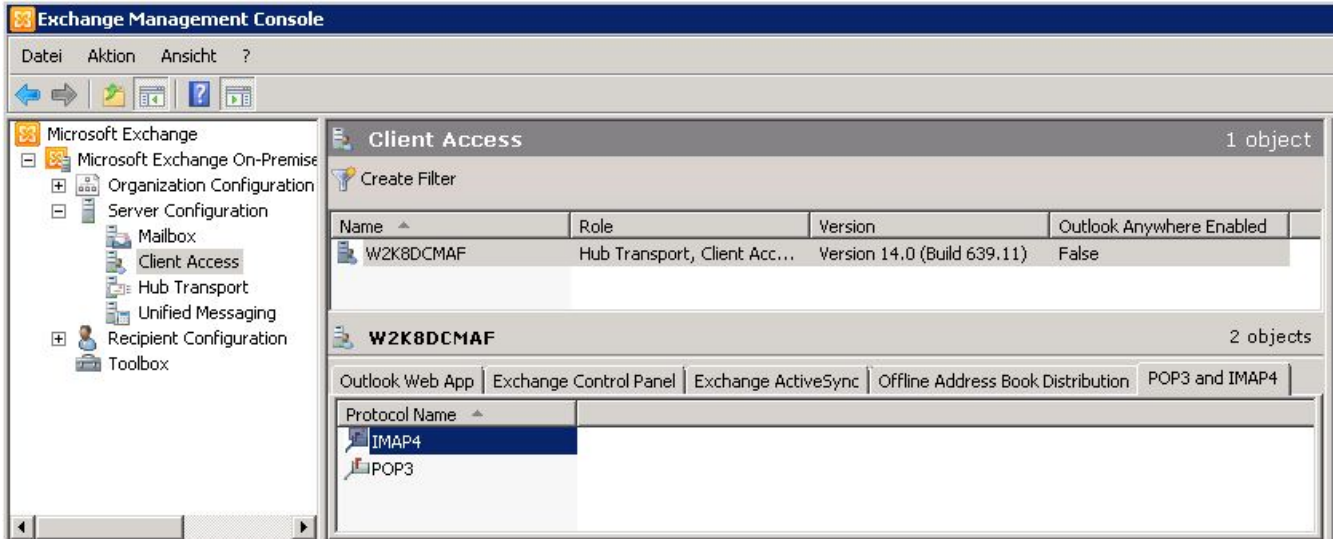 Exchange Management Console
Datei Aktion Ansicht ?
Microsoft Exchange
Microsoft Exchange On-Premise
Organization Configuration
Server Configuration
Mailbox
Client Access
Hub Transport
Unified Messaging
Recipient Configuration
Toolbox
Client Access 1 object
Create Filter
Name Role Version Outlook Anywhere Enabled
W2K8DCMAF Hub Transport, Client Acc... Version 14.0 (Build 639.11) False
W2K8DCMAF 2 objects
Outlook Web App Exchange Control Panel Exchange ActiveSync Offline Address Book Distribution POP3 and IMAP4
Protocol Name
IMAP4
POP3